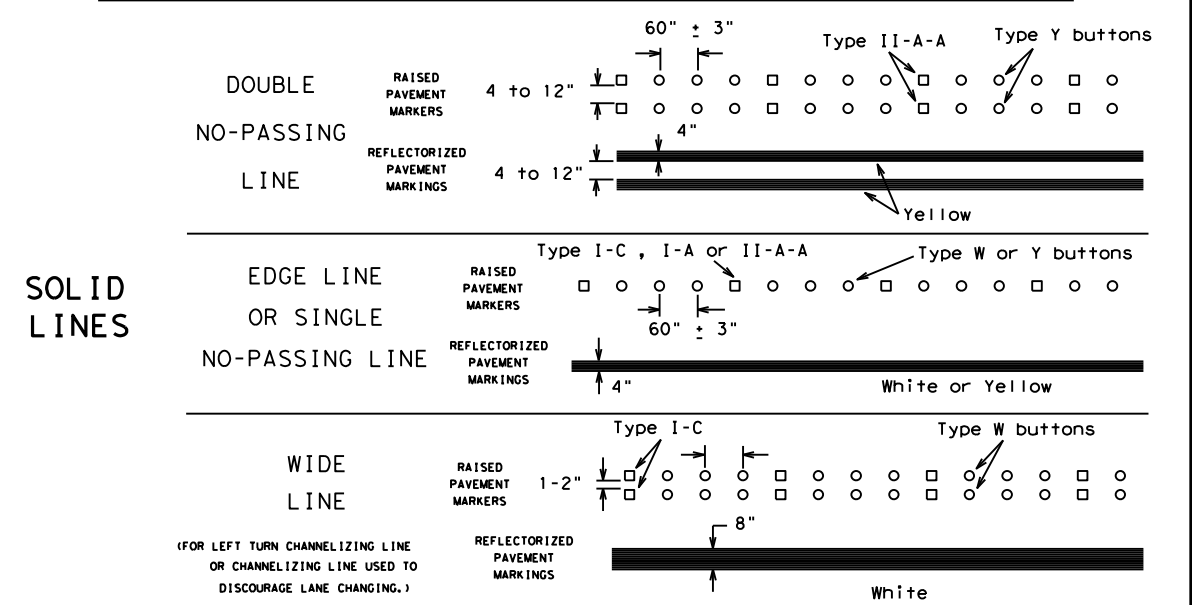 SOLID
LINES
DOUBLE
NO-PASSING
LINE
RAISED
PAVEMENT
MARKERS
60" ± 3"
4 to 12"
Type II-A-A
Type Y buttons
REFLECTORIZED
PAVEMENT
MARKINGS
4 to 12"
4"
Yellow
EDGE LINE
OR SINGLE
NO-PASSING LINE
RAISED
PAVEMENT
MARKERS
Type I-C , I-A or II-A-A
Type W or Y buttons
60" ± 3"
REFLECTORIZED
PAVEMENT
MARKINGS
4"
White or Yellow
WIDE
LINE
(FOR LEFT TURN CHANNELIZING LINE
OR CHANNELIZING LINE USED TO
DISCOURAGE LANE CHANGING.)
RAISED
PAVEMENT
MARKERS
1-2"
Type I-C
Type W buttons
REFLECTORIZED
PAVEMENT
MARKINGS
8"
White